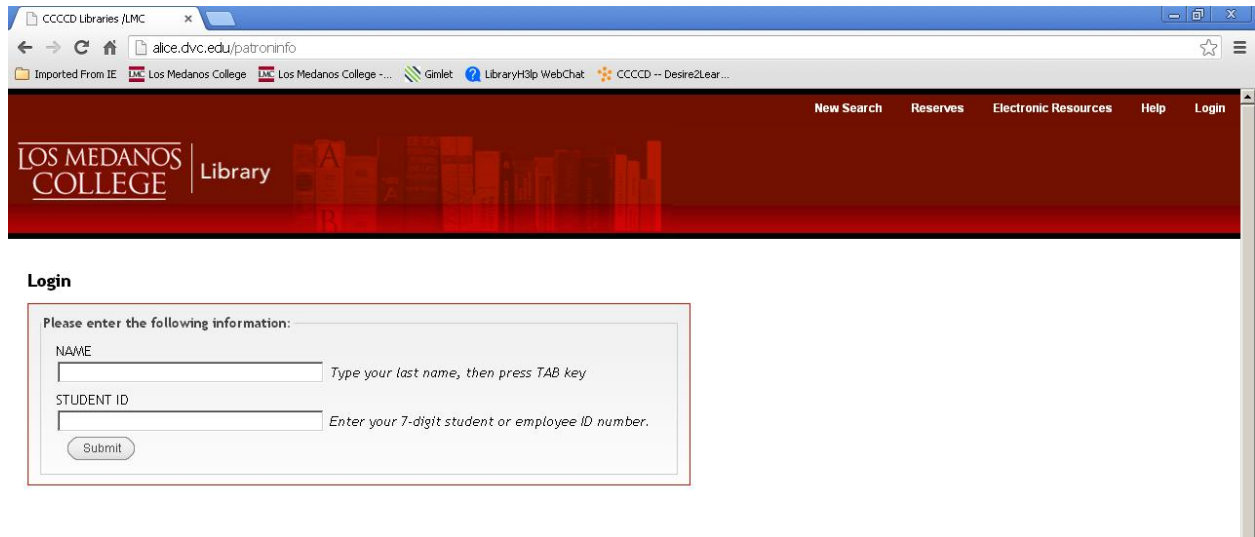 CCCCD Libraries /LMC
alice.dvc.edu/patroninfo
Imported From IE Los Medanos College Los Medanos College -... Gimlet LibraryH3lp WebChat CCCCD -- Desire2Lear...
New Search Reserves Electronic Resources Help Login
LOS MEDANOS
COLLEGE
Library
Login
Please enter the following information:
NAME
Type your last name, then press TAB key
STUDENT ID
Enter your 7-digit student or employee ID number.
Submit